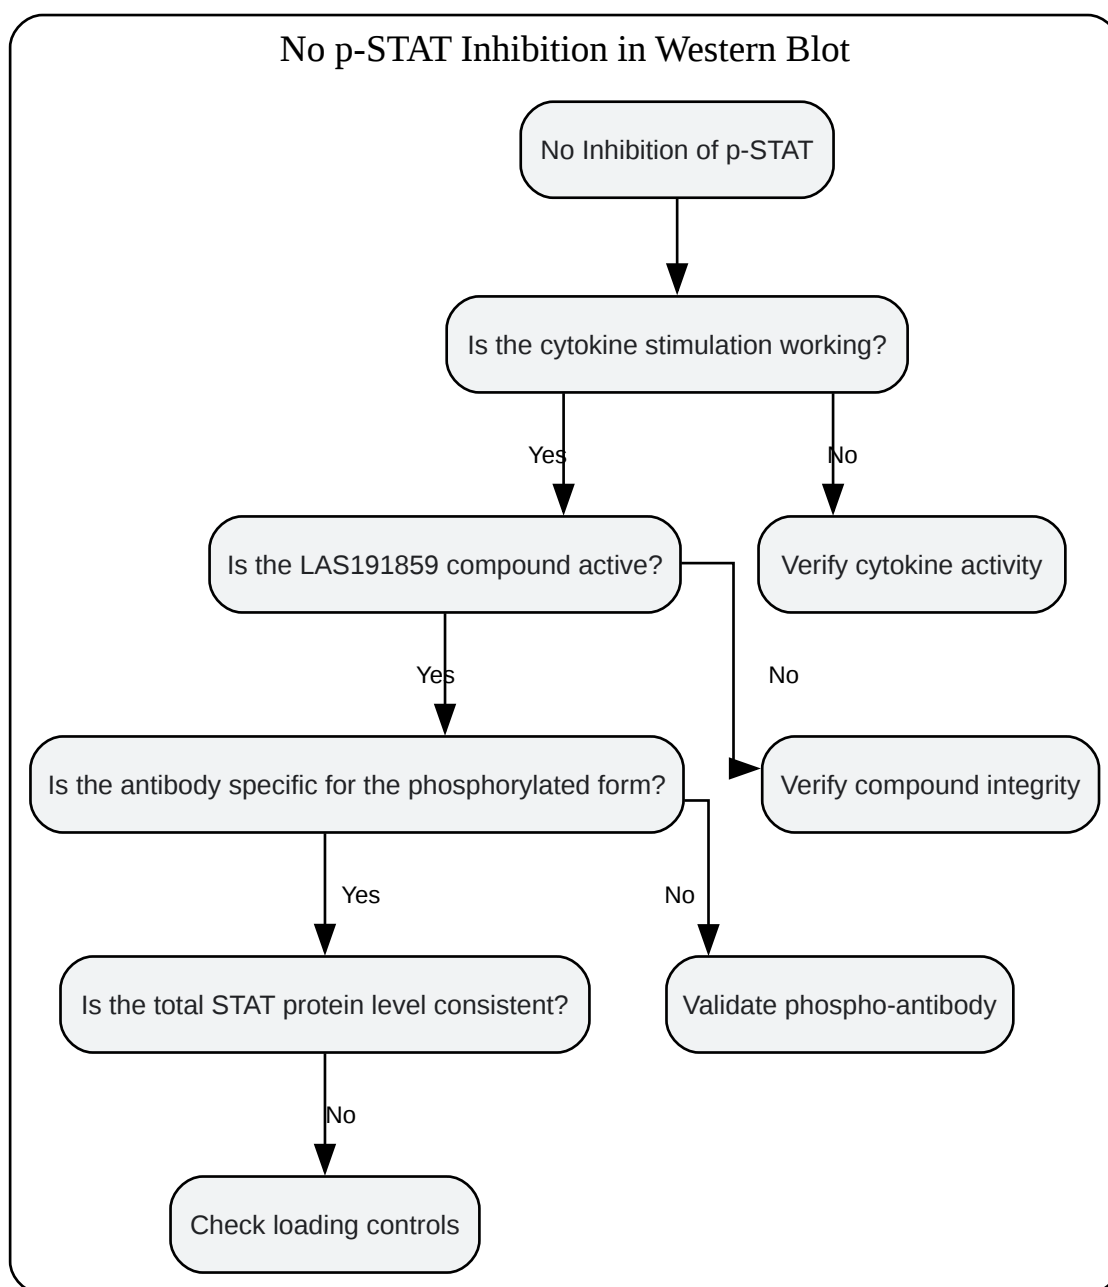 No p-STAT Inhibition in Western Blot
No Inhibition of p-STAT
Is the cytokine stimulation working?
Yes
No
Is the LAS191859 compound active?
Verify cytokine activity
Yes
No
Is the antibody specific for the phosphorylated form?
Verify compound integrity
Yes
No
Is the total STAT protein level consistent?
Validate phospho-antibody
No
Check loading controls